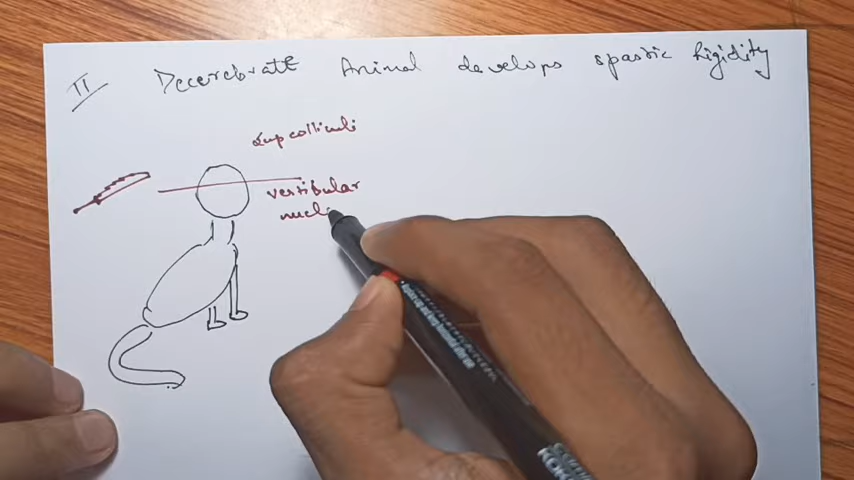 II Decerebrate Animal develops spastic rigidity
Sup colliculi
vestibular
nucl